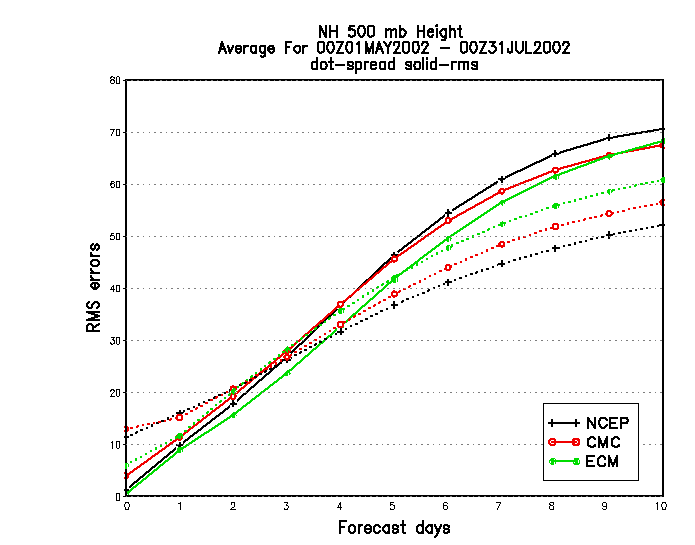 NH 500 mb Height
Average For 00Z01MAY2002 - 00Z31JUL2002
dot-spread solid-rms
80
70
60
50
40
30
20
10
0
RMS errors
NCEP
CMC
ECM
0 1 2 3 4 5 6 7 8 9 10
Forecast days